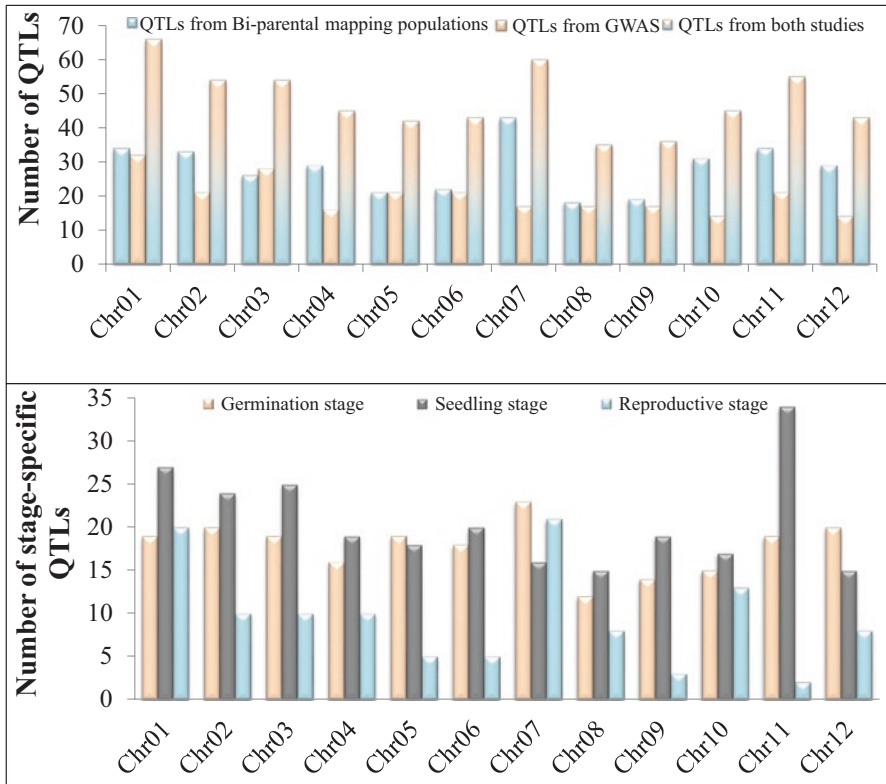 Number of QTLs
QTLs from Bi-parental mapping populations QTLs from GWAS QTLs from both studies
70
60
50
40
30
20
10
0
Chr01 Chr02 Chr03 Chr04 Chr05 Chr06 Chr07 Chr08 Chr09 Chr10 Chr11 Chr12
Number of stage-specific
QTLs
Germination stage Seedling stage Reproductive stage
35
30
25
20
15
10
5
0
Chr01 Chr02 Chr03 Chr04 Chr05 Chr06 Chr07 Chr08 Chr09 Chr10 Chr11 Chr12